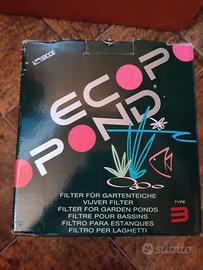 SICCE
ECOP
POND
FILTER FÜR GARTENTEICHE
VIJVER FILTER
FILTER FOR GARDEN PONDS
FILTRE POUR BASSINS
FILTRO PARA ESTANQUES
FILTRO PER LAGHETTI
TYPE
3
subito